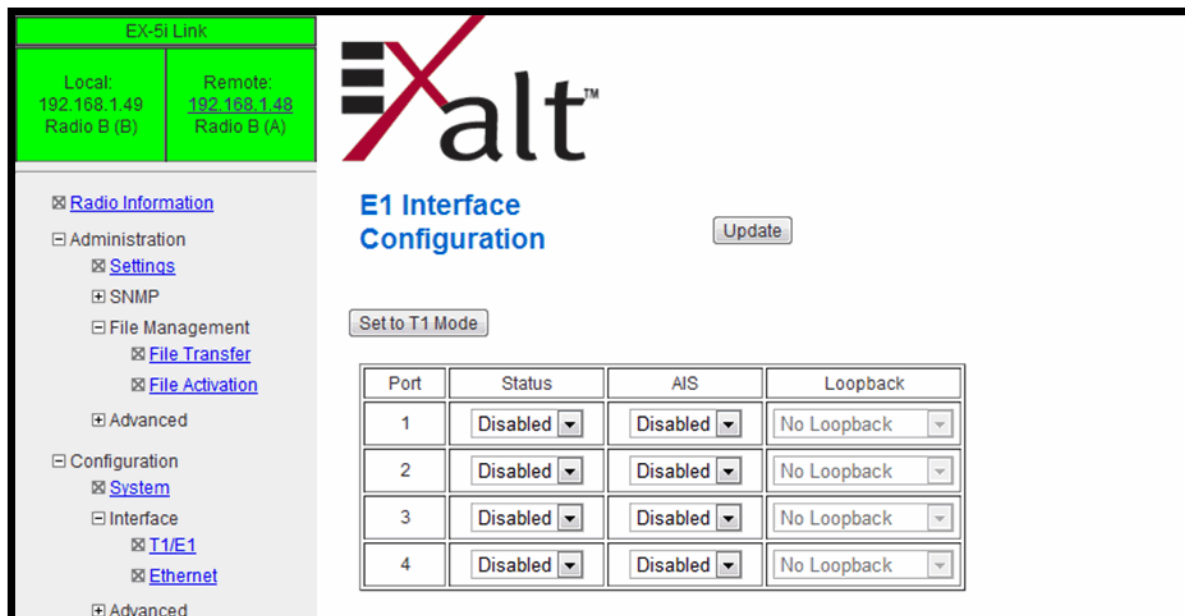 EX-5i Link
Local:
192.168.1.49
Radio B (B)
Remote:
192.168.1.48
Radio B (A)
Radio Information
Administration
Settings
SNMP
File Management
File Transfer
File Activation
Advanced
Configuration
System
Interface
T1/E1
Ethernet
Advanced
EXalt™
E1 Interface
Configuration
Update
Set to T1 Mode
Port Status AIS Loopback
1 Disabled Disabled No Loopback
2 Disabled Disabled No Loopback
3 Disabled Disabled No Loopback
4 Disabled Disabled No Loopback